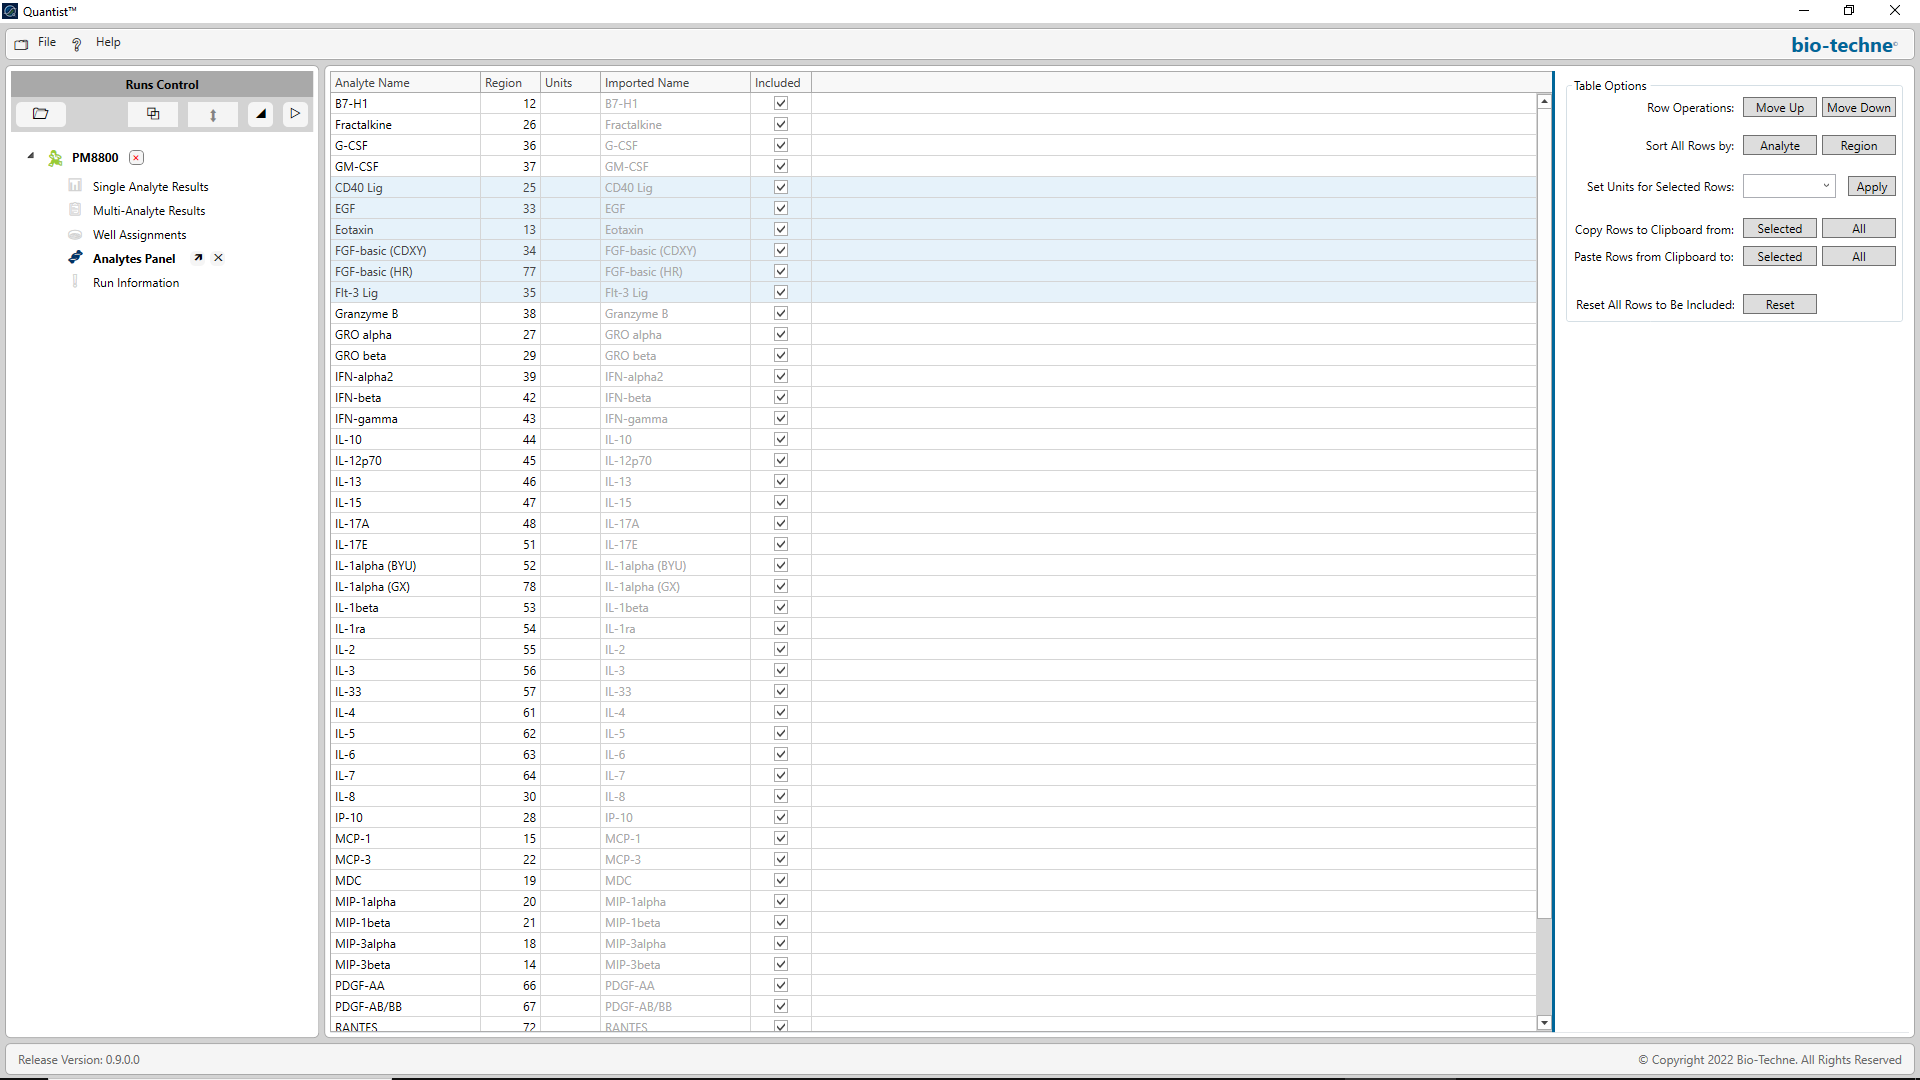 Quantist™
File Help
bio-techne
Runs Control
PM8800
Single Analyte Results
Multi-Analyte Results
Well Assignments
Analytes Panel
Run Information
Analyte Name Region Units Imported Name Included
B7-H1 12 B7-H1
Fractalkine 26 Fractalkine
G-CSF 36 G-CSF
GM-CSF 37 GM-CSF
CD40 Lig 25 CD40 Lig
EGF 33 EGF
Eotaxin 13 Eotaxin
FGF-basic (CDXY) 34 FGF-basic (CDXY)
FGF-basic (HR) 77 FGF-basic (HR)
Flt-3 Lig 35 Flt-3 Lig
Granzyme B 38 Granzyme B
GRO alpha 27 GRO alpha
GRO beta 29 GRO beta
IFN-alpha2 39 IFN-alpha2
IFN-beta 42 IFN-beta
IFN-gamma 43 IFN-gamma
IL-10 44 IL-10
IL-12p70 45 IL-12p70
IL-13 46 IL-13
IL-15 47 IL-15
IL-17A 48 IL-17A
IL-17E 51 IL-17E
IL-1alpha (BYU) 52 IL-1alpha (BYU)
IL-1alpha (GX) 78 IL-1alpha (GX)
IL-1beta 53 IL-1beta
IL-1ra 54 IL-1ra
IL-2 55 IL-2
IL-3 56 IL-3
IL-33 57 IL-33
IL-4 61 IL-4
IL-5 62 IL-5
IL-6 63 IL-6
IL-7 64 IL-7
IL-8 30 IL-8
IP-10 28 IP-10
MCP-1 15 MCP-1
MCP-3 22 MCP-3
MDC 19 MDC
MIP-1alpha 20 MIP-1alpha
MIP-1beta 21 MIP-1beta
MIP-3alpha 18 MIP-3alpha
MIP-3beta 14 MIP-3beta
PDGF-AA 66 PDGF-AA
PDGF-AB/BB 67 PDGF-AB/BB
RANTES 72 RANTES
Table Options
Row Operations: Move Up Move Down
Sort All Rows by: Analyte Region
Set Units for Selected Rows: Apply
Copy Rows to Clipboard from: Selected All
Paste Rows from Clipboard to: Selected All
Reset All Rows to Be Included: Reset
Release Version: 0.9.0.0
© Copyright 2022 Bio-Techne. All Rights Reserved